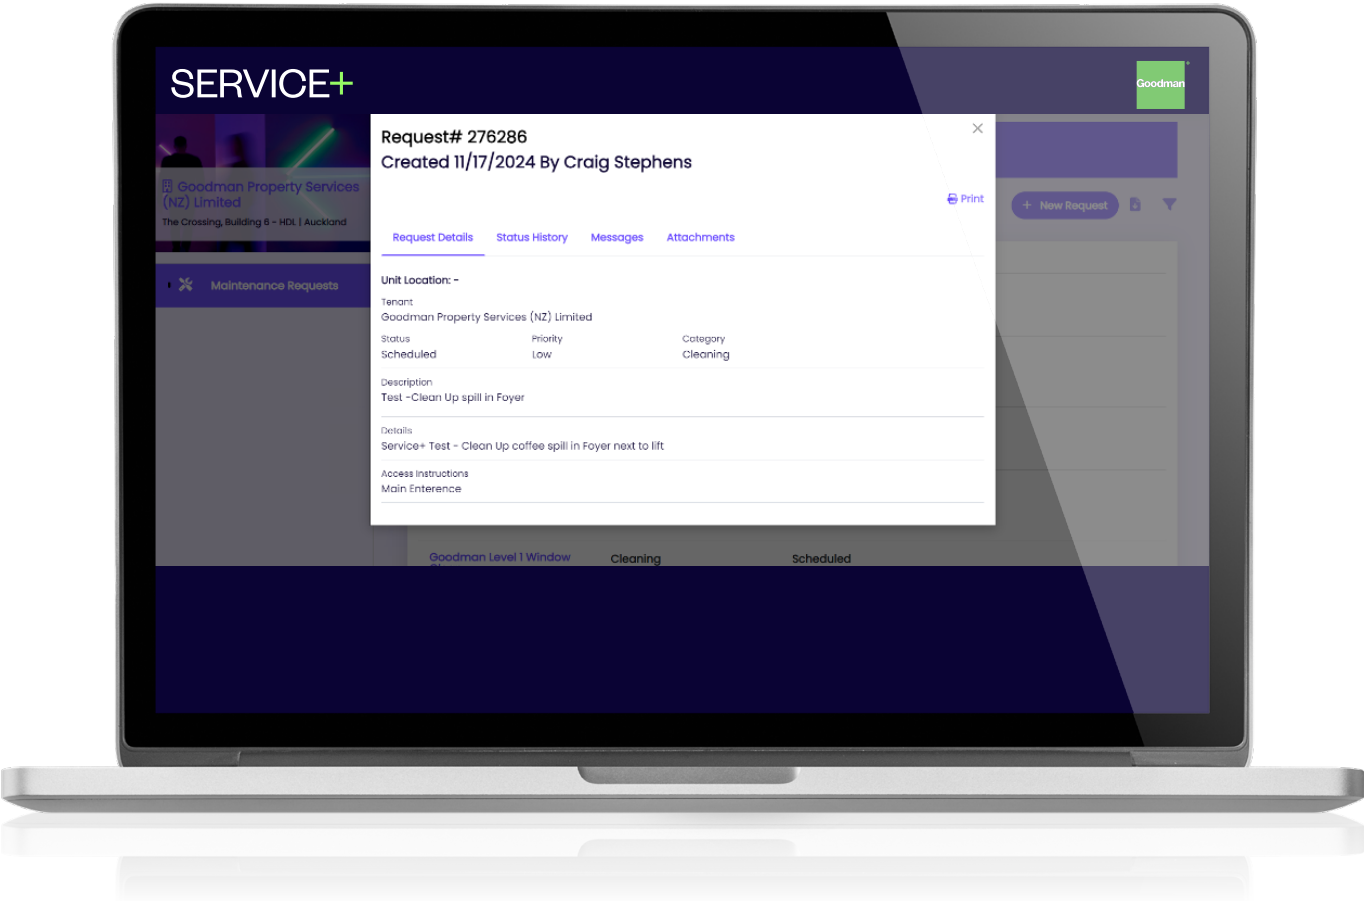 SERVICE+
Goodman
Request# 276286
Created 11/17/2024 By Craig Stephens
Print
Goodman Property Services
(NZ) Limited
The Crossing, Building 6 - HDL | Auckland
+ New Request
Request Details Status History Messages Attachments
Maintenance Requests
Unit Location: -
Tenant
Goodman Property Services (NZ) Limited
Status Priority Category
Scheduled Low Cleaning
Description
Test -Clean Up spill in Foyer
Details
Service+ Test - Clean Up coffee spill in Foyer next to lift
Access Instructions
Main Enterence
Goodman Level 1 Window Cleaning Scheduled